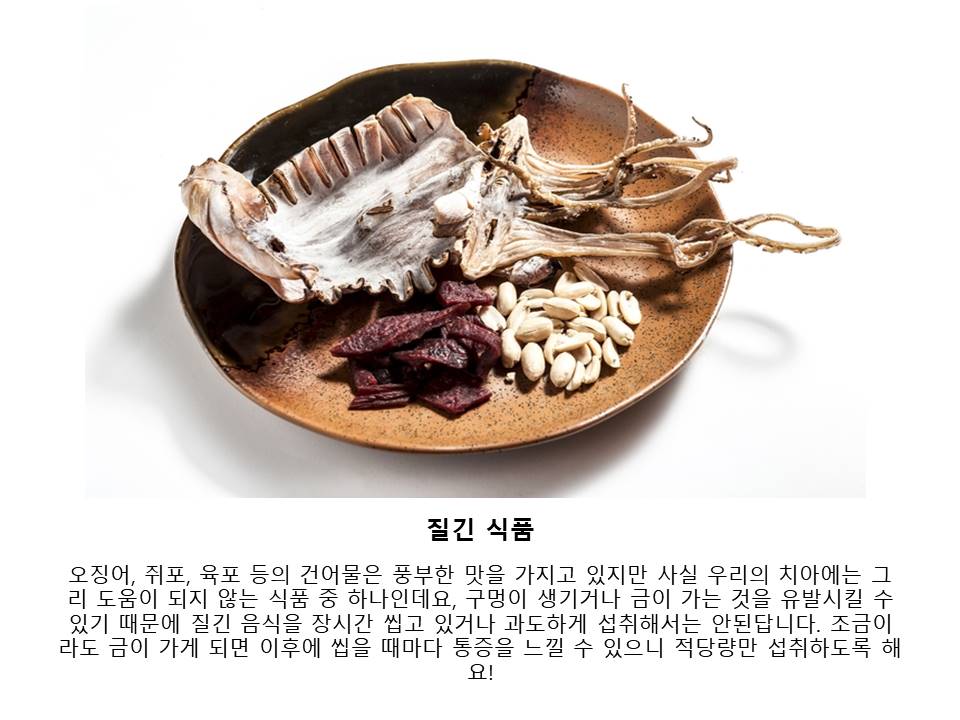 질긴 식품
오징어, 쥐포, 육포 등의 건어물은 풍부한 맛을 가지고 있지만 사실 우리의 치아에는 그
리 도움이 되지 않는 식품 중 하나인데요, 구멍이 생기거나 금이 가는 것을 유발시킬 수
있기 때문에 질긴 음식을 장시간 씹고 있거나 과도하게 섭취해서는 안된답니다. 조금이
라도 금이 가게 되면 이후에 씹을 때마다 통증을 느낄 수 있으니 적당량만 섭취하도록 해
요!